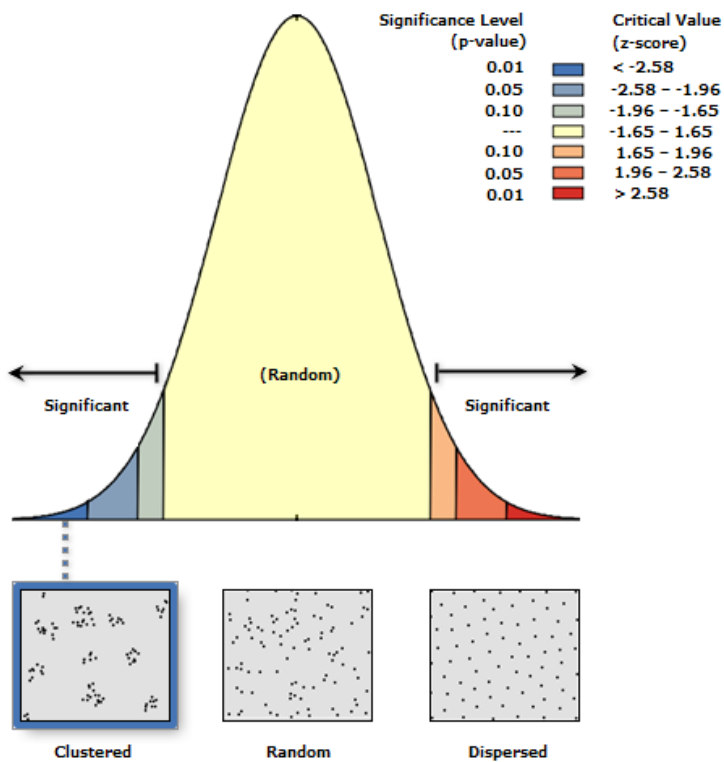 Significance Level
(p-value)
Critical Value
(z-score)
0.01 < -2.58
0.05 -2.58 – -1.96
0.10 -1.96 – -1.65
--- -1.65 – 1.65
0.10 1.65 – 1.96
0.05 1.96 – 2.58
0.01 > 2.58
(Random)
Significant
Significant
Clustered
Random
Dispersed